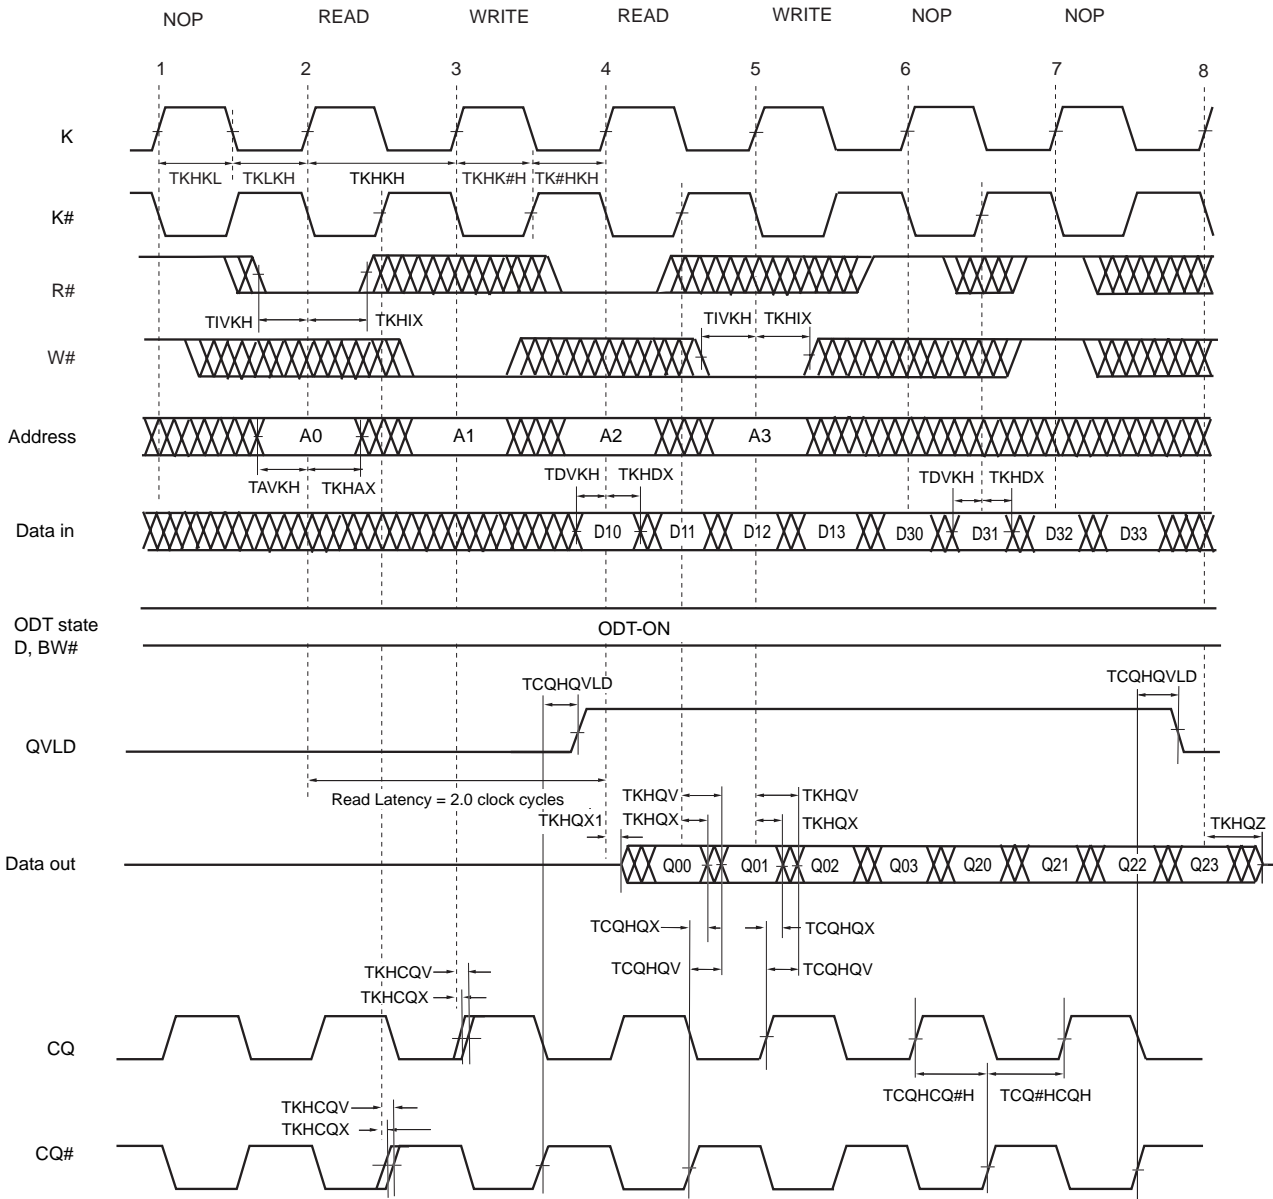 NOP READ WRITE READ WRITE NOP NOP
1 2 3 4 5 6 7 8
K
TKHKL TKLKH TKHKH TKHK#H TK#HKH
K#
R#
TIVKH TKHIX TIVKH TKHIX
W#
Address A0 A1 A2 A3
TAVKH TKHAX TDVKH TKHDX TDVKH TKHDX
Data in D10 D11 D12 D13 D30 D31 D32 D33
ODT state
D, BW#
ODT-ON
TCQHQVLD TCQHQVLD
QVLD
Read Latency = 2.0 clock cycles
TKHQV TKHQV
TKHQX1 TKHQX TKHQX TKHQZ
Data out Q00 Q01 Q02 Q03 Q20 Q21 Q22 Q23
TCQHQX TCQHQX
TCQHQV TCQHQV
TKHCQV
TKHCQX
CQ
TCQHCQ#H TCQ#HCQH
TKHCQV
TKHCQX
CQ#